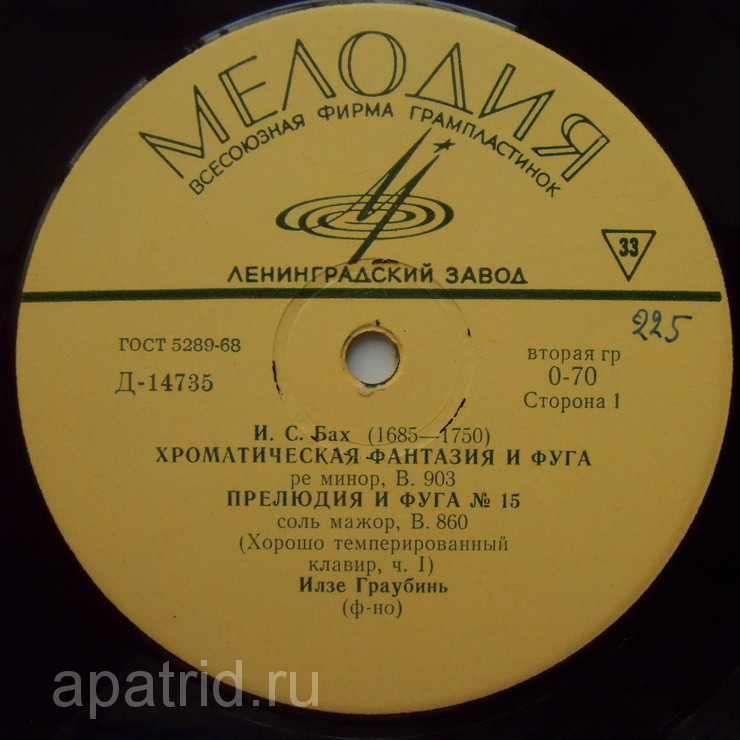 МЕЛОДИЯ
ВСЕСОЮЗНАЯ ФИРМА ГРАМПЛАСТИНОК
33
ЛЕНИНГРАДСКИЙ ЗАВОД
225
ГОСТ 5289-68
вторая гр
Д-14735
0-70
Сторона 1
И. С. Бах (1685—1750)
ХРОМАТИЧЕСКАЯ ФАНТАЗИЯ И ФУГА
ре минор, В. 903
ПРЕЛЮДИЯ И ФУГА № 15
соль мажор, В. 860
(Хорошо темперированный
клавир, ч. I)
Илзе Граубинь
(ф-но)
apatrid.ru